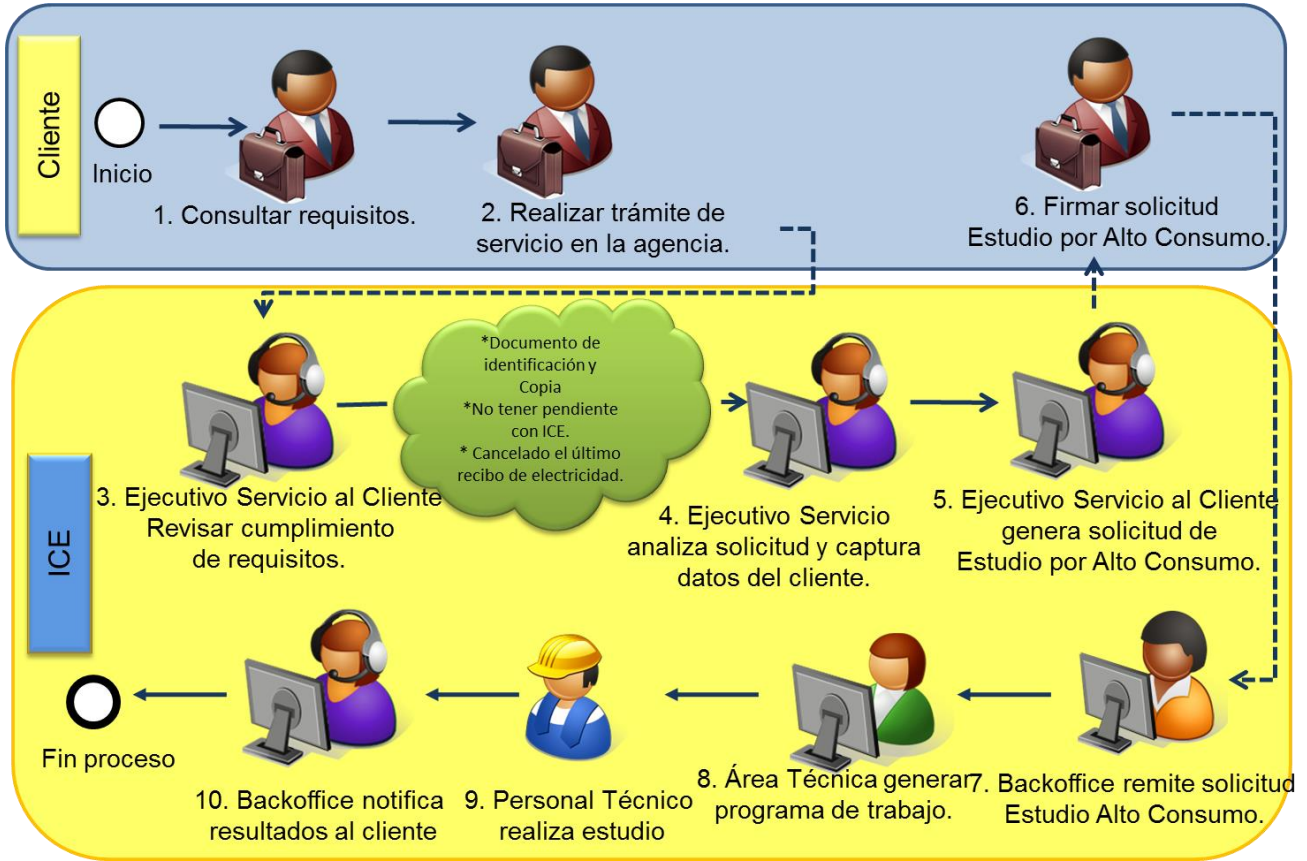 Cliente
Inicio
1. Consultar requisitos.
2. Realizar trámite de
servicio en la agencia.
6. Firmar solicitud
Estudio por Alto Consumo.
ICE
3. Ejecutivo Servicio al Cliente
Revisar cumplimiento
de requisitos.
*Documento de
identificación y
Copia
*No tener pendiente
con ICE.
* Cancelado el último
recibo de electricidad.
4. Ejecutivo Servicio
analiza solicitud y captura
datos del cliente.
5. Ejecutivo Servicio al Cliente
genera solicitud de
Estudio por Alto Consumo.
7. Backoffice remite solicitud
Estudio Alto Consumo.
8. Área Técnica generar
programa de trabajo.
9. Personal Técnico
realiza estudio
10. Backoffice notifica
resultados al cliente
Fin proceso